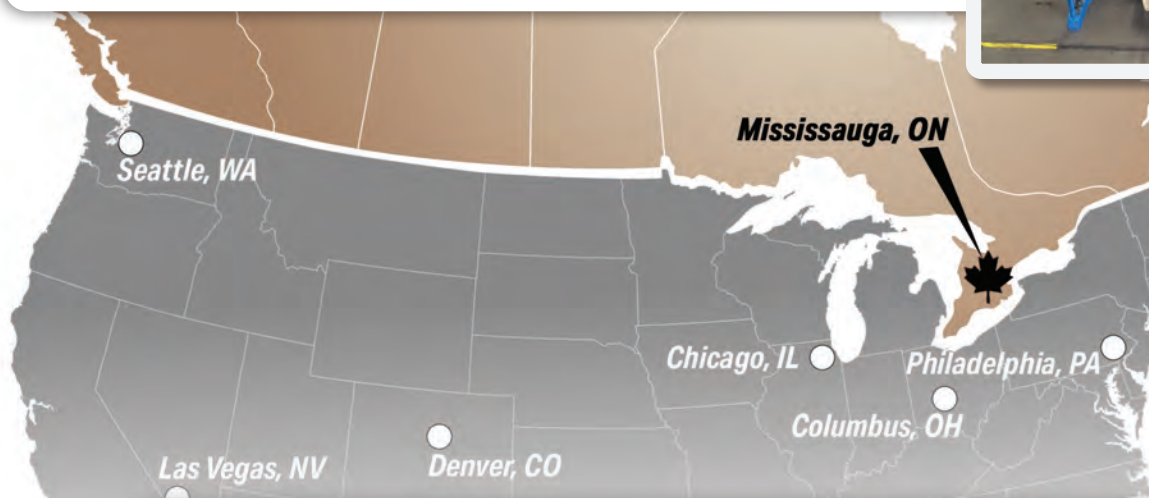 Mississauga, ON
Seattle, WA
Chicago, IL
Philadelphia, PA
Columbus, OH
Las Vegas, NV
Denver, CO